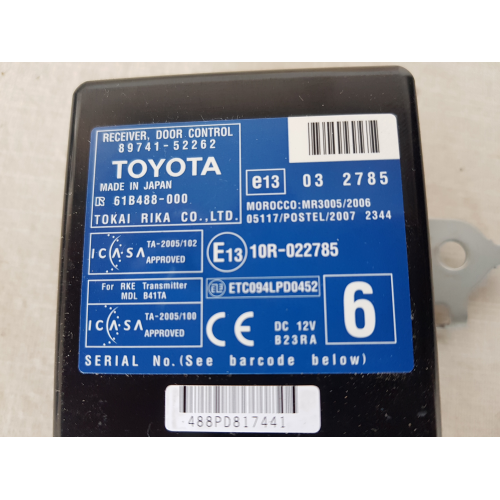 RECEIVER, DOOR CONTROL
89741-52262
TOYOTA
MADE IN JAPAN
61B488-000
TOKAI RIKA CO.,LTD.
e13 03 2785
MOROCCO:MR3005/2006
05117/POSTEL/2007 2344
ICASA TA-2005/102
APPROVED
E13 10R-022785
For RKE Transmitter
MDL B41TA
ETC094LPD0452
ICASA TA-2005/100
APPROVED
CE DC 12V
B23RA
6
SERIAL No.(See barcode below)
488PD817441